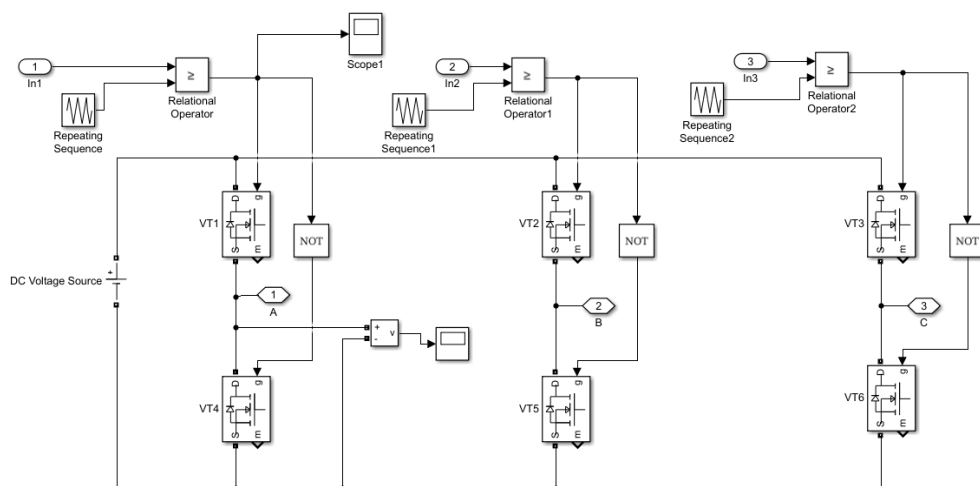 1
In1
≥
Relational
Operator
Repeating
Sequence
Scope1
2
In2
≥
Relational
Operator1
Repeating
Sequence1
3
In3
≥
Relational
Operator2
Repeating
Sequence2
DC Voltage Source
+
VT1
D
g
S
m
NOT
VT2
D
g
S
m
NOT
VT3
D
g
S
m
NOT
1
A
2
B
3
C
+
-
v
VT4
D
g
S
m
VT5
D
g
S
m
VT6
D
g
S
m